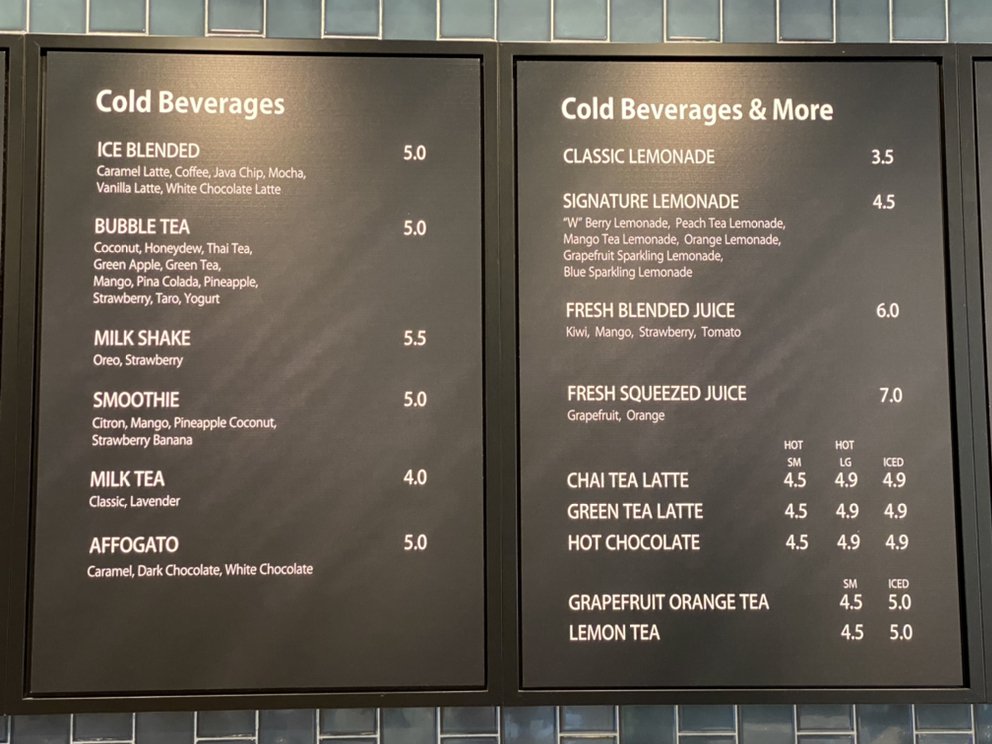 Cold Beverages
ICE BLENDED 5.0
Caramel Latte, Coffee, Java Chip, Mocha,
Vanilla Latte, White Chocolate Latte
BUBBLE TEA 5.0
Coconut, Honeydew, Thai Tea,
Green Apple, Green Tea,
Mango, Pina Colada, Pineapple,
Strawberry, Taro, Yogurt
MILK SHAKE 5.5
Oreo, Strawberry
SMOOTHIE 5.0
Citron, Mango, Pineapple Coconut,
Strawberry Banana
MILK TEA 4.0
Classic, Lavender
AFFOGATO 5.0
Caramel, Dark Chocolate, White Chocolate
Cold Beverages & More
CLASSIC LEMONADE 3.5
SIGNATURE LEMONADE 4.5
“W” Berry Lemonade, Peach Tea Lemonade,
Mango Tea Lemonade, Orange Lemonade,
Grapefruit Sparkling Lemonade,
Blue Sparkling Lemonade
FRESH BLENDED JUICE 6.0
Kiwi, Mango, Strawberry, Tomato
FRESH SQUEEZED JUICE 7.0
Grapefruit, Orange
HOT HOT
SM LG ICED
CHAI TEA LATTE 4.5 4.9 4.9
GREEN TEA LATTE 4.5 4.9 4.9
HOT CHOCOLATE 4.5 4.9 4.9
SM ICED
GRAPEFRUIT ORANGE TEA 4.5 5.0
LEMON TEA 4.5 5.0